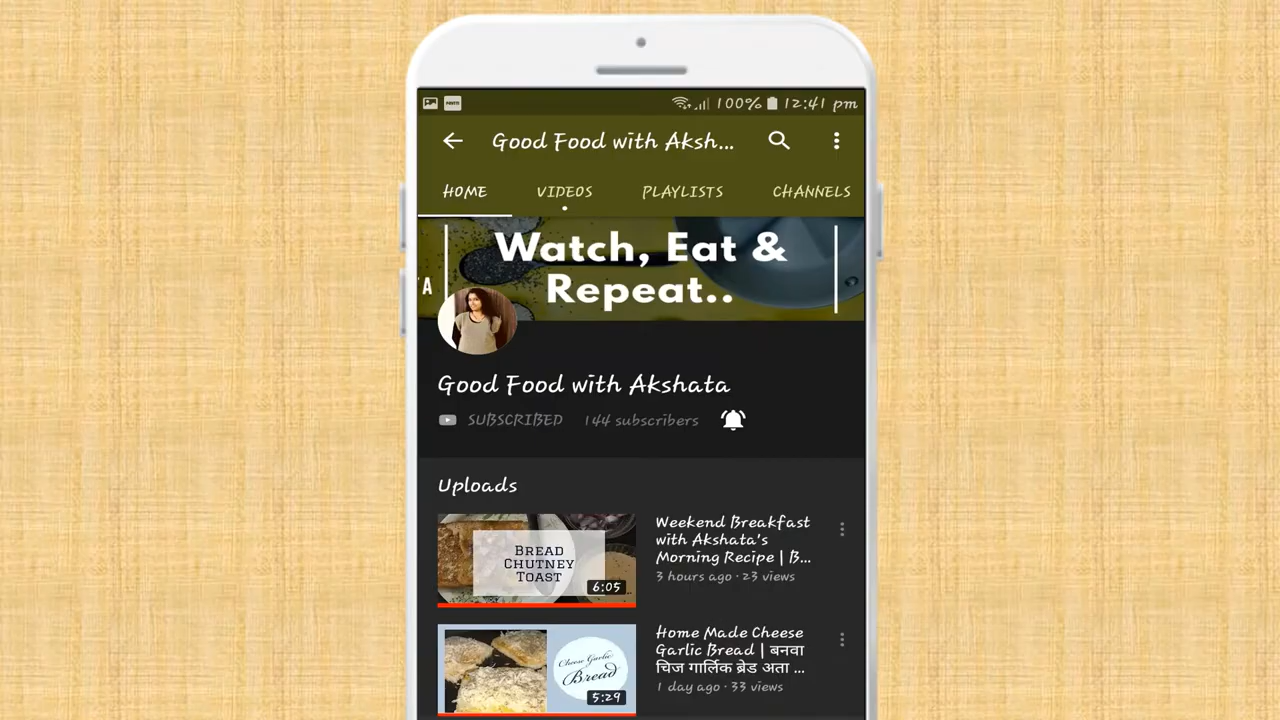 100% 12:41 pm
Good Food with Aksh...
HOME VIDEOS PLAYLISTS CHANNELS
Watch, Eat &
Repeat..
TA
Good Food with Akshata
SUBSCRIBED 144 subscribers
Uploads
BREAD
CHUTNEY
TOAST
6:05
Weekend Breakfast
with Akshata's
Morning Recipe | B...
3 hours ago · 23 views
Cheese Garlic
Bread
5:29
Home Made Cheese
Garlic Bread | बनवा
चिज गार्लिक ब्रेड अता ...
1 day ago · 33 views